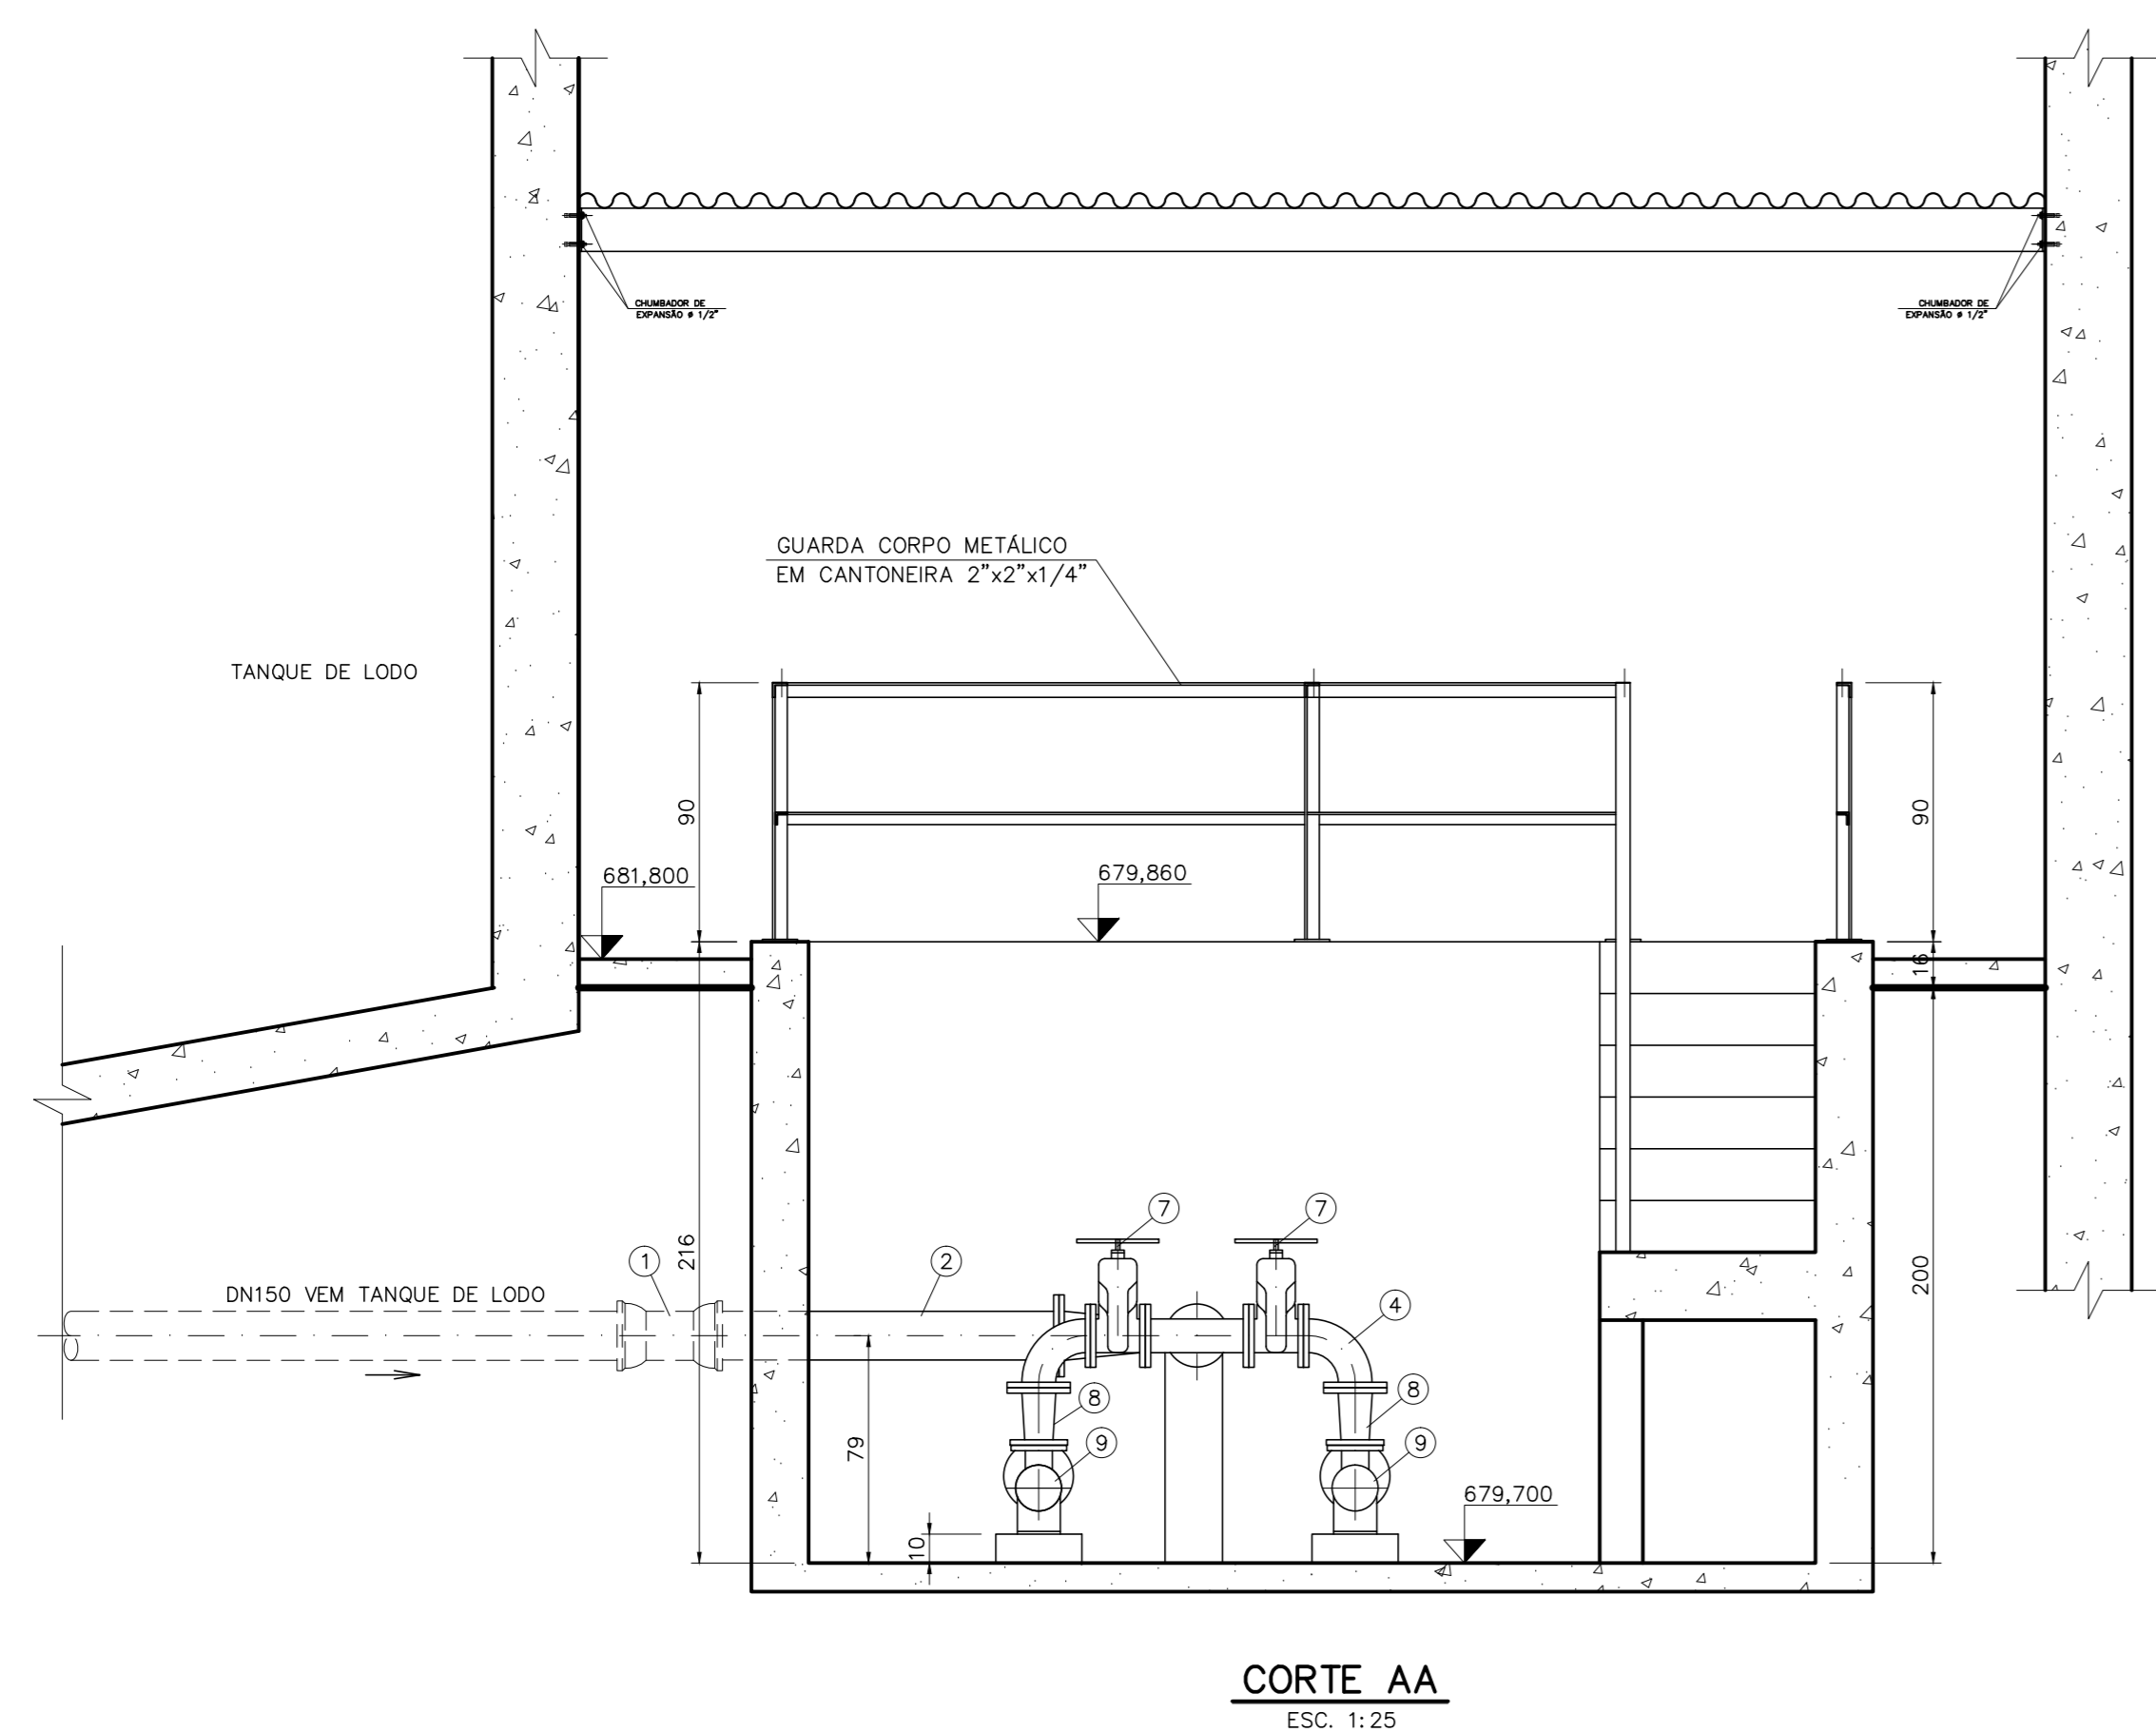 CHUMBADOR DE
EXPANSÃO ø 1/2"
CHUMBADOR DE
EXPANSÃO ø 1/2"
GUARDA CORPO METÁLICO
EM CANTONEIRA 2"x2"x1/4"
TANQUE DE LODO
90
90
681,800
679,860
16
7
7
216
1
2
200
DN150 VEM TANQUE DE LODO
4
8
8
79
9
9
679,700
10
CORTE AA
ESC. 1:25